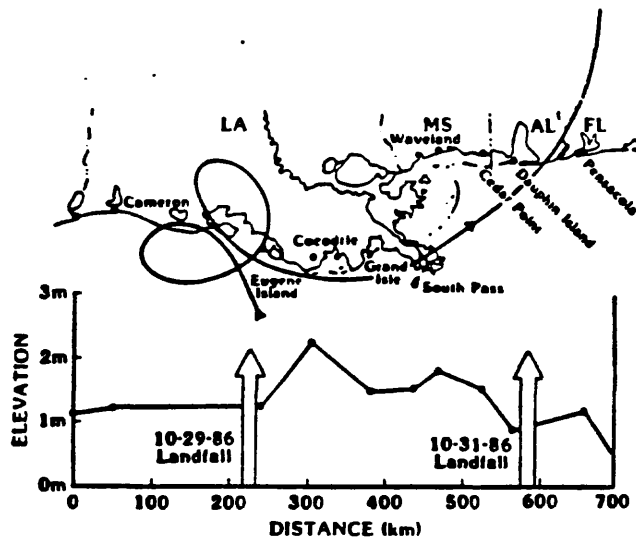 LA
MS
AL
FL
Waveland
Cameron
Cocodrie
Grand Isle
South Pass
Eugene Island
Cedar Point
Dauphin Island
Pensacola
3m
2m
1m
0m
ELEVATION
10-29-86
Landfall
10-31-86
Landfall
0
100
200
300
400
500
600
700
DISTANCE (km)